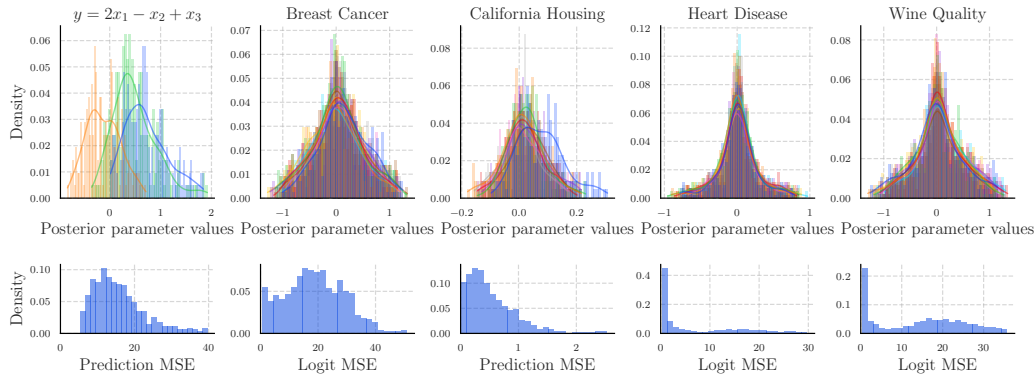 y = 2x₁ − x₂ + x₃ Breast Cancer California Housing Heart Disease Wine Quality
Density
0.06 0.05 0.04 0.03 0.02 0.01 0.00
0 1 2
Posterior parameter values
0.07 0.06 0.05 0.04 0.03 0.02 0.01 0.00
−1 0 1
Posterior parameter values
0.08 0.06 0.04 0.02 0.00
−0.2 0.0 0.2
Posterior parameter values
0.12 0.10 0.08 0.06 0.04 0.02 0.00
−1 0 1
Posterior parameter values
0.08 0.06 0.04 0.02 0.00
−1 0 1
Posterior parameter values
Density
0.10 0.05 0.00
0 20 40
Prediction MSE
0.05 0.00
0 20 40
Logit MSE
0.10 0.05 0.00
0 1 2
Prediction MSE
0.4 0.2 0.0
0 10 20 30
Logit MSE
0.2 0.1 0.0
0 10 20 30
Logit MSE